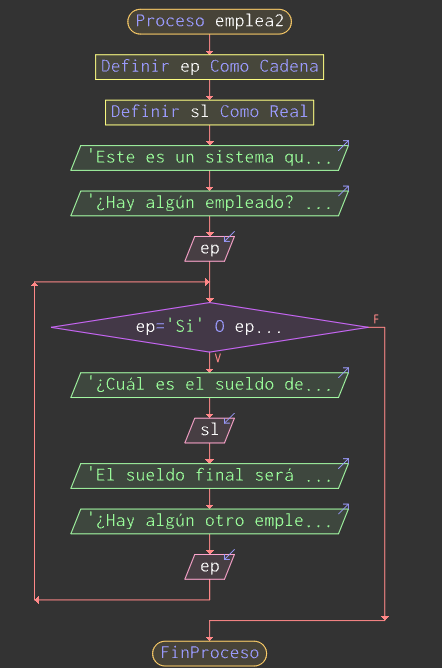 Proceso emplea2
Definir ep Como Cadena
Definir sl Como Real
'Este es un sistema qu...
'¿Hay algún empleado? ...
ep
ep='Si' O ep...
F
V
'¿Cuál es el sueldo de...
sl
'El sueldo final será ...
'¿Hay algún otro emple...
ep
FinProceso